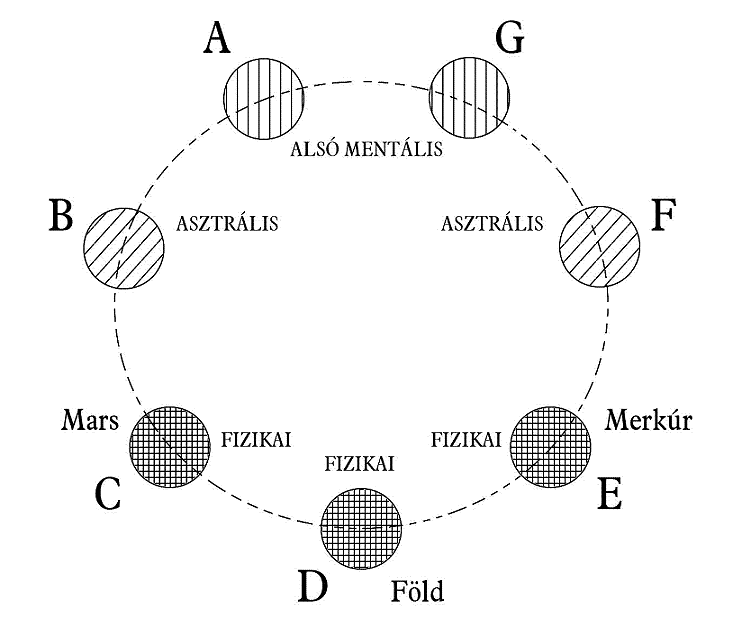 A
G
ALSÓ MENTÁLIS
B
ASZTRÁLIS
ASZTRÁLIS
F
Mars
FIZIKAI
FIZIKAI
Merkúr
FIZIKAI
C
E
D
Föld